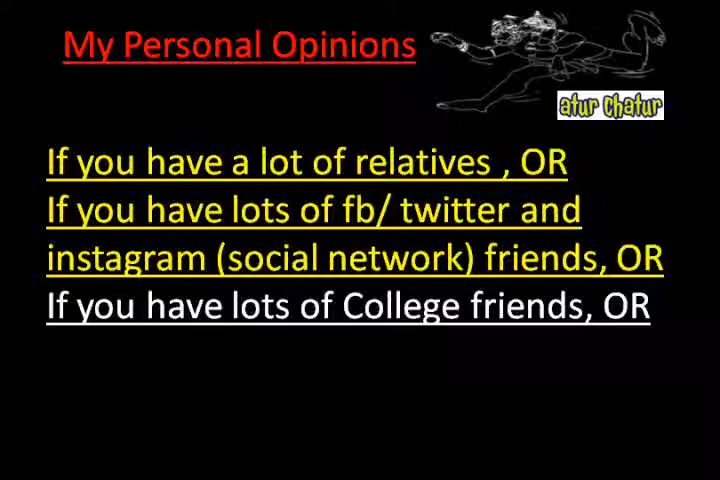 My Personal Opinions
atur chatur
If you have a lot of relatives , OR
If you have lots of fb/ twitter and
instagram (social network) friends, OR
If you have lots of College friends, OR